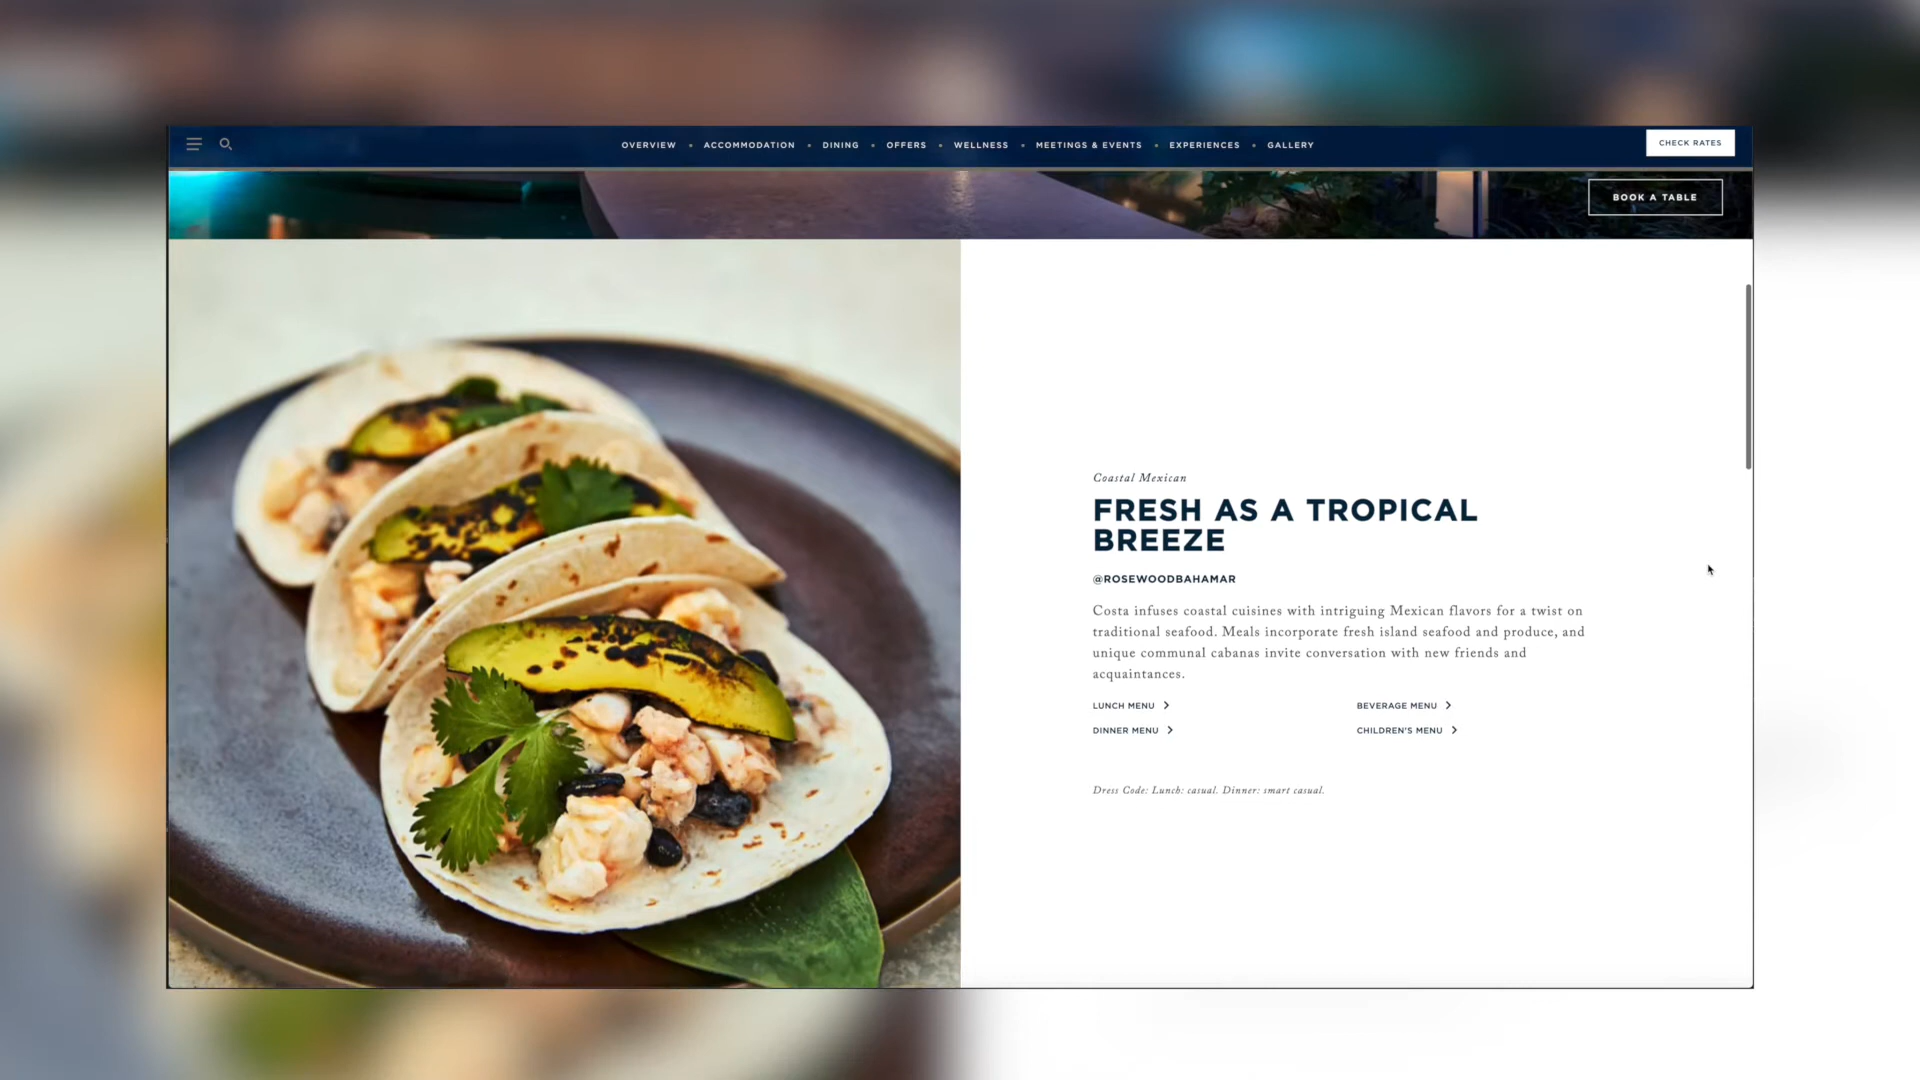 OVERVIEW • ACCOMMODATION • DINING • OFFERS • WELLNESS • MEETINGS & EVENTS • EXPERIENCES • GALLERY
CHECK RATES
BOOK A TABLE
Coastal Mexican
FRESH AS A TROPICAL
BREEZE
@ROSEWOODBAHAMAR
Costa infuses coastal cuisines with intriguing Mexican flavors for a twist on
traditional seafood. Meals incorporate fresh island seafood and produce, and
unique communal cabanas invite conversation with new friends and
acquaintances.
LUNCH MENU
BEVERAGE MENU
DINNER MENU
CHILDREN'S MENU
Dress Code: Lunch: casual. Dinner: smart casual.